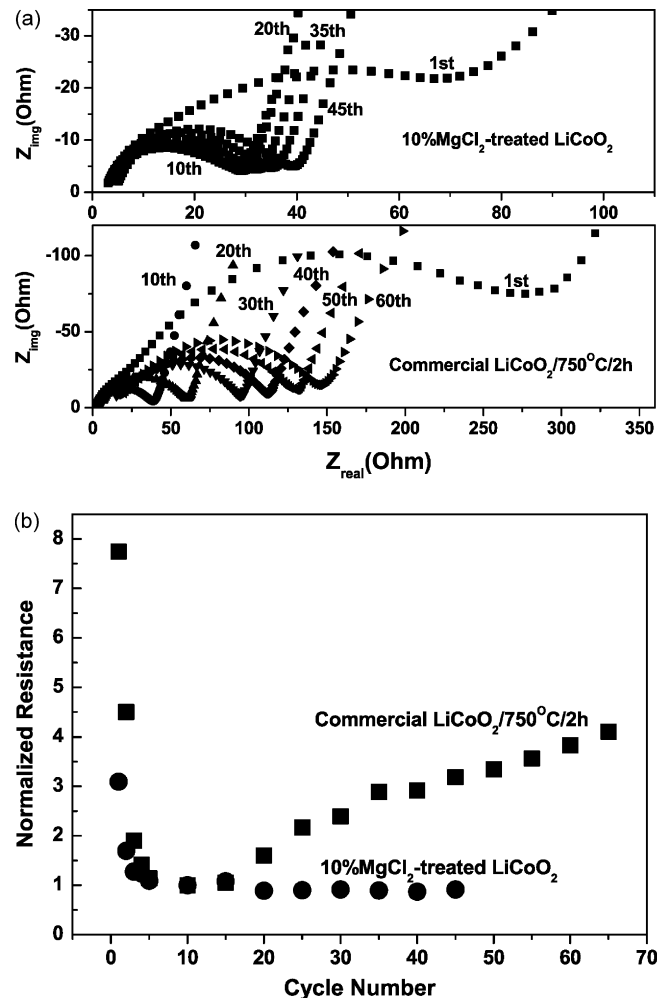 (a)
-30
-20
-10
0
Z_img(Ohm)
20th
35th
1st
45th
10th
10%MgCl₂-treated LiCoO₂
0 20 40 60 80 100
-100
-50
0
Z_img(Ohm)
10th
20th
30th
40th
50th
60th
1st
Commercial LiCoO₂/750°C/2h
0 50 100 150 200 250 300 350
Z_real(Ohm)
(b)
8
7
6
5
4
3
2
1
0
Normalized Resistance
Commercial LiCoO₂/750°C/2h
10%MgCl₂-treated LiCoO₂
0 10 20 30 40 50 60 70
Cycle Number